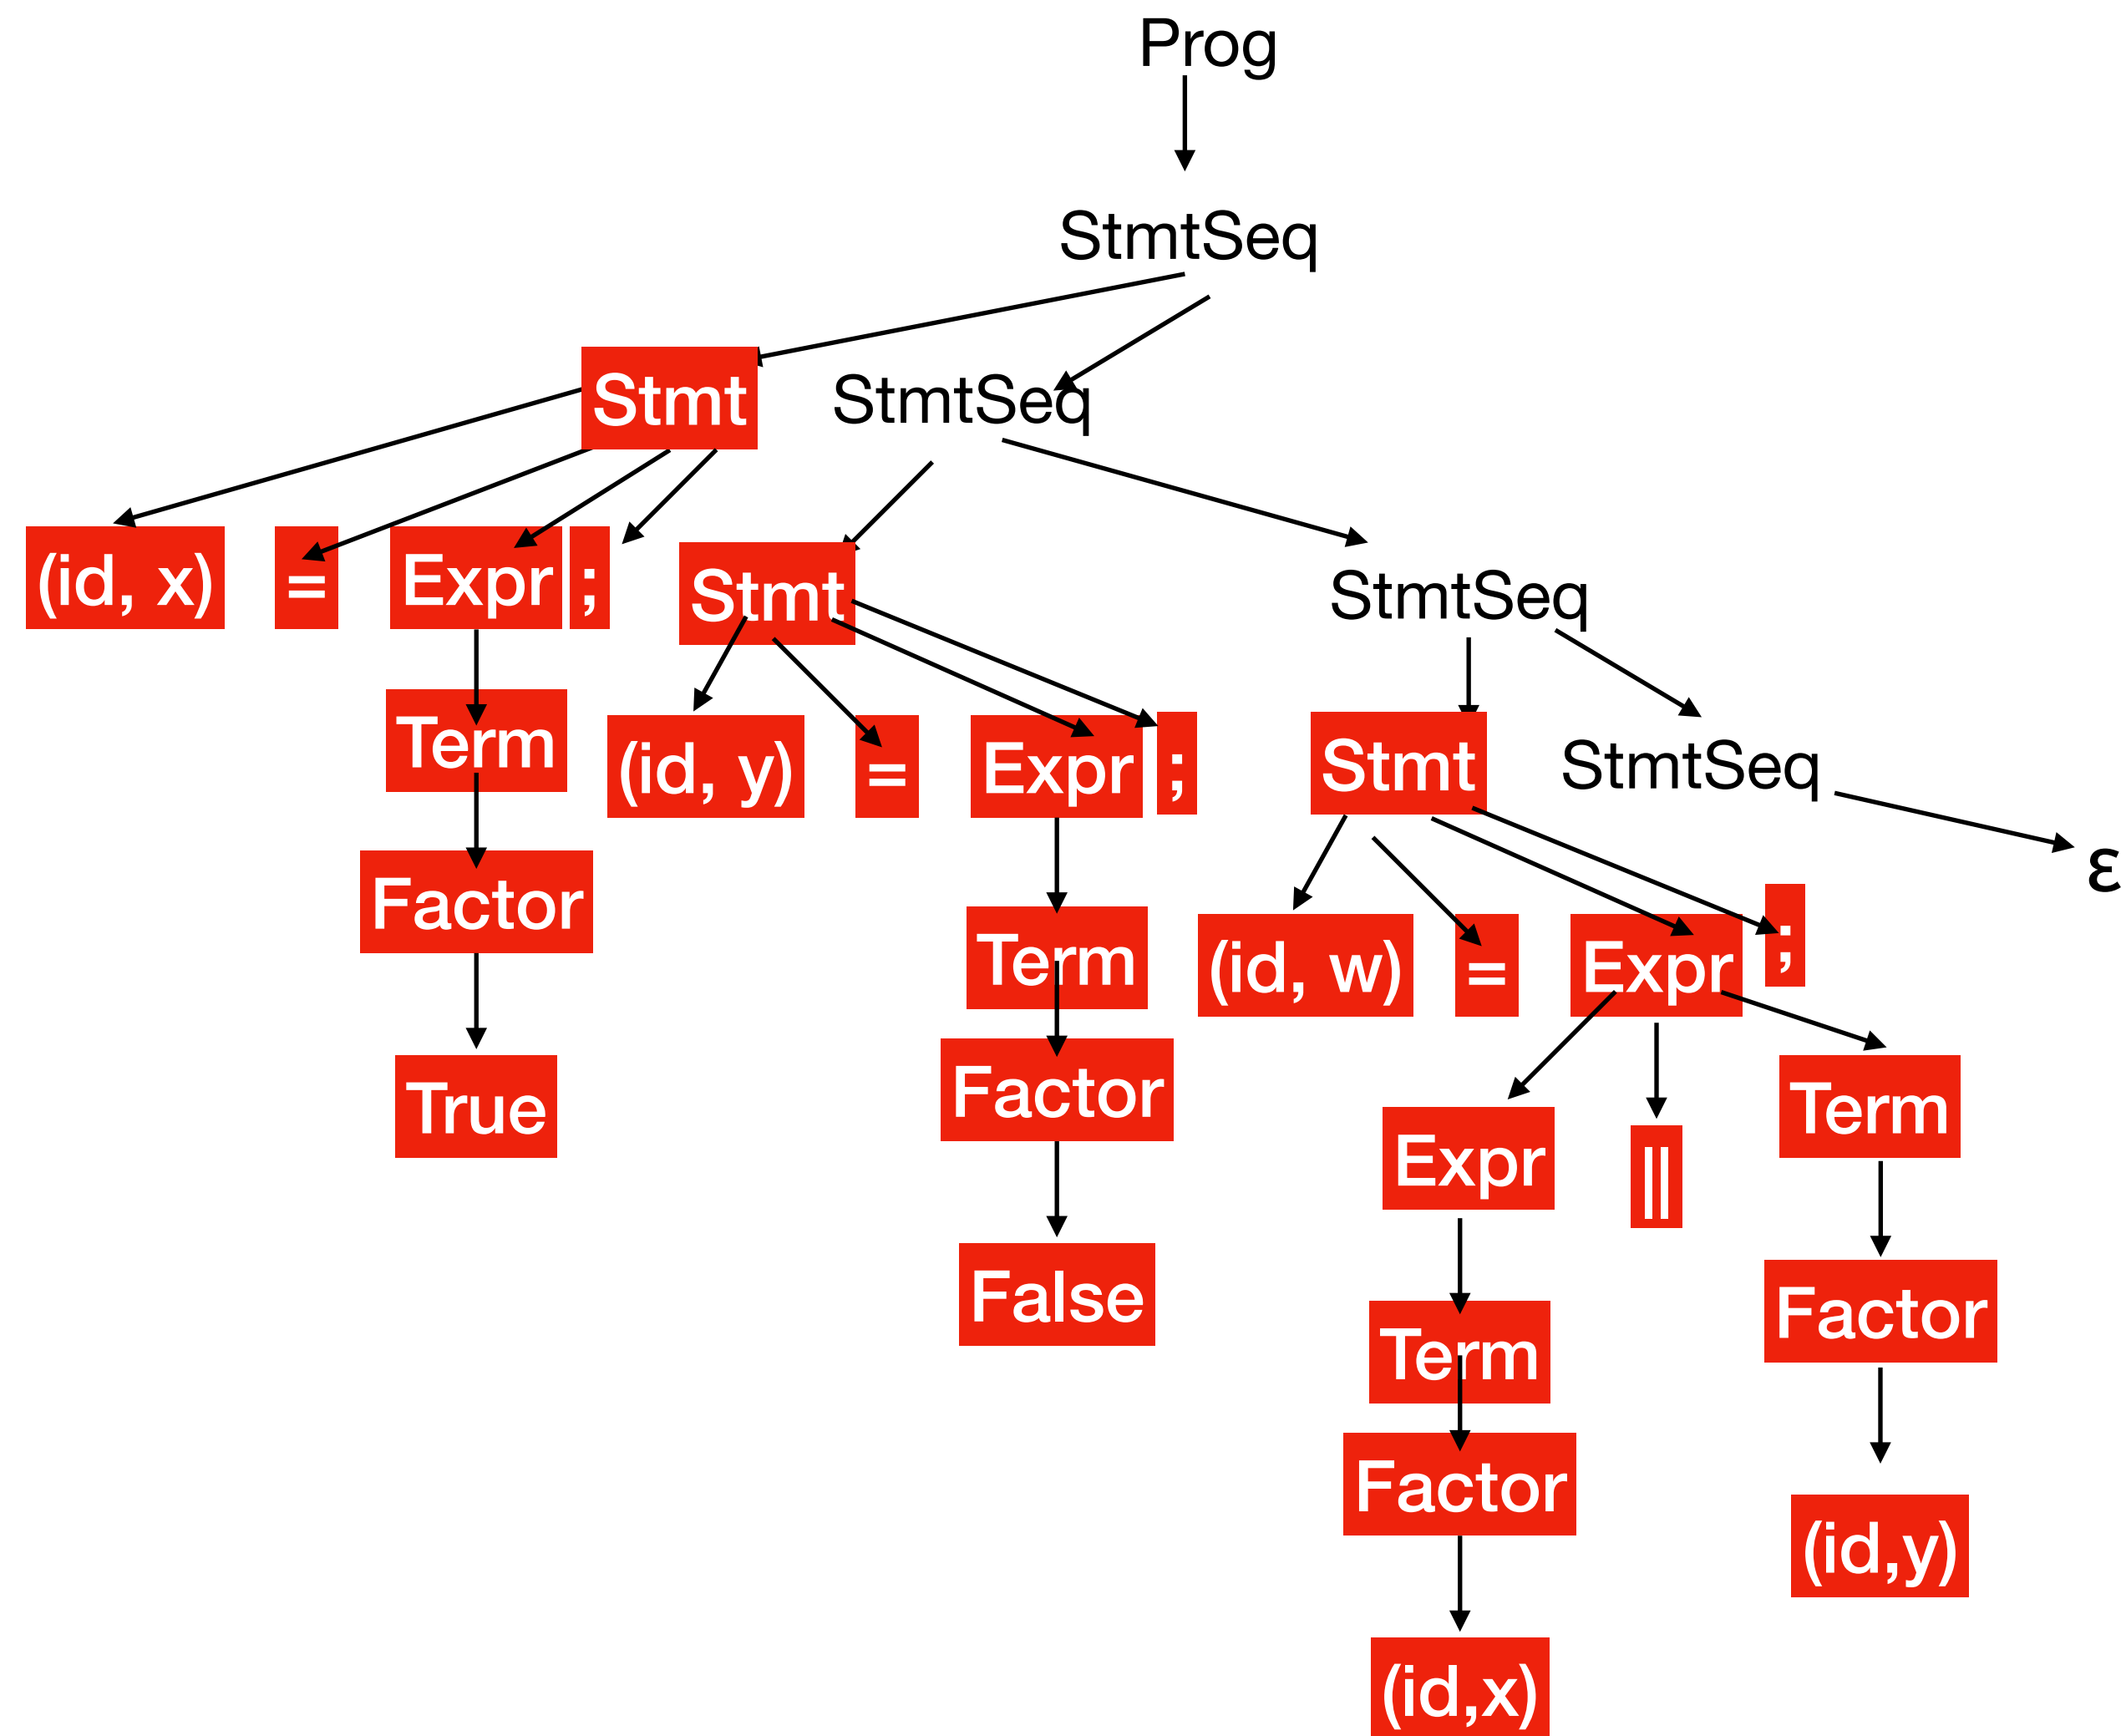 Prog
StmtSeq
Stmt StmtSeq
(id, x) = Expr ; Stmt StmtSeq
Term (id, y) = Expr ; Stmt StmtSeq
Factor ε
Term (id, w) = Expr ;
True Factor Term
Expr ||
False Factor
Term
Factor
(id,y)
(id,x)